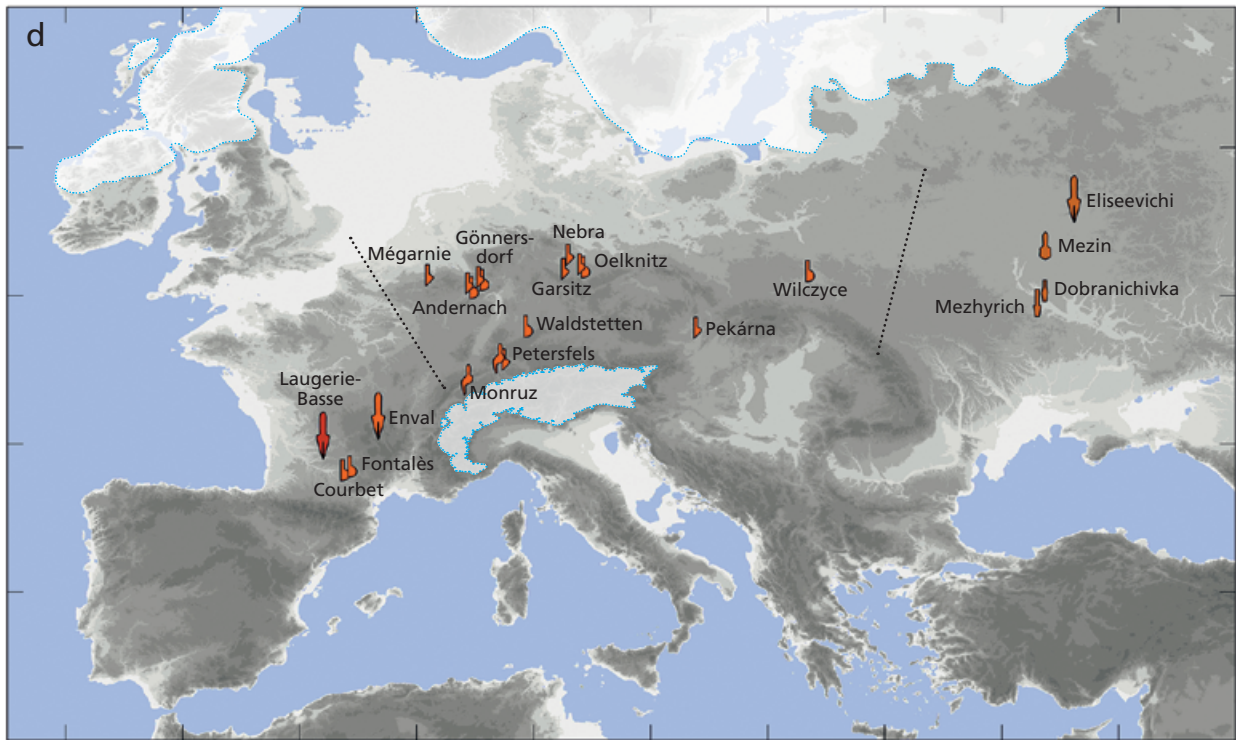 d
Eliseevichi
Nebra
Gönners-
dorf
Mégarnie
Mezin
Oelknitz
Garsitz
Wilczyce
Dobranichivka
Andernach
Mezhyrich
Waldstetten
Pekárna
Petersfels
Laugerie-
Basse
Monruz
Enval
Fontalès
Courbet